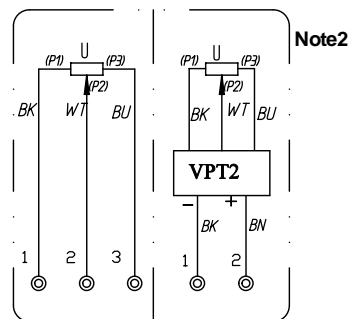 Note2
U
(P1) (P3)
(P2)
BK WT BU
1 2 3
U
(P1) (P3)
(P2)
BK WT BU
VPT2
- +
BK BN
1 2